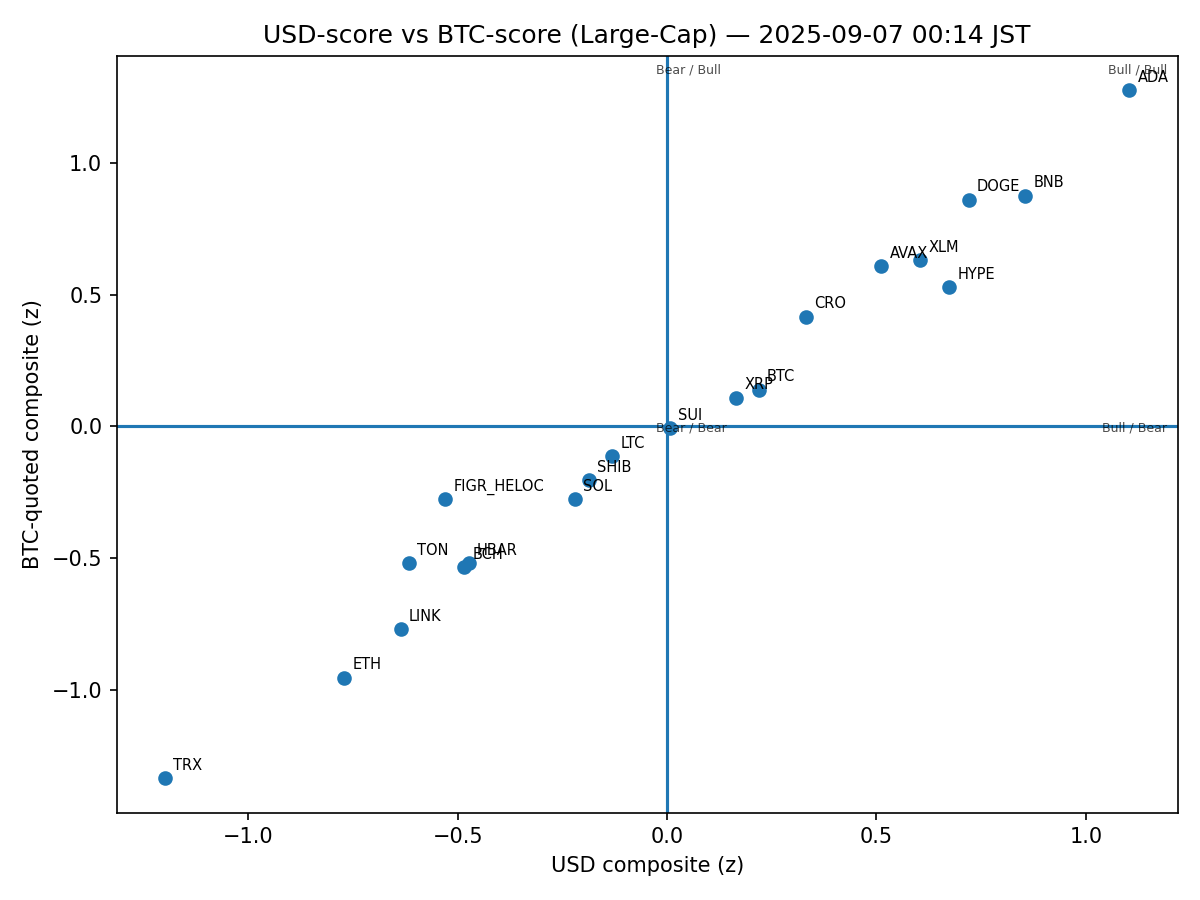 USD-score vs BTC-score (Large-Cap) — 2025-09-07 00:14 JST
Bear / Bull
Bull / Bull
ADA
DOGE
BNB
AVAX
XLM
HYPE
CRO
XRP
BTC
SUI
Bear / Bear
Bull / Bear
LTC
SHIB
SOL
FIGR_HELOC
TON
HBAR
BCH
LINK
ETH
TRX
1.0
0.5
0.0
−0.5
−1.0
BTC-quoted composite (z)
−1.0
−0.5
0.0
0.5
1.0
USD composite (z)